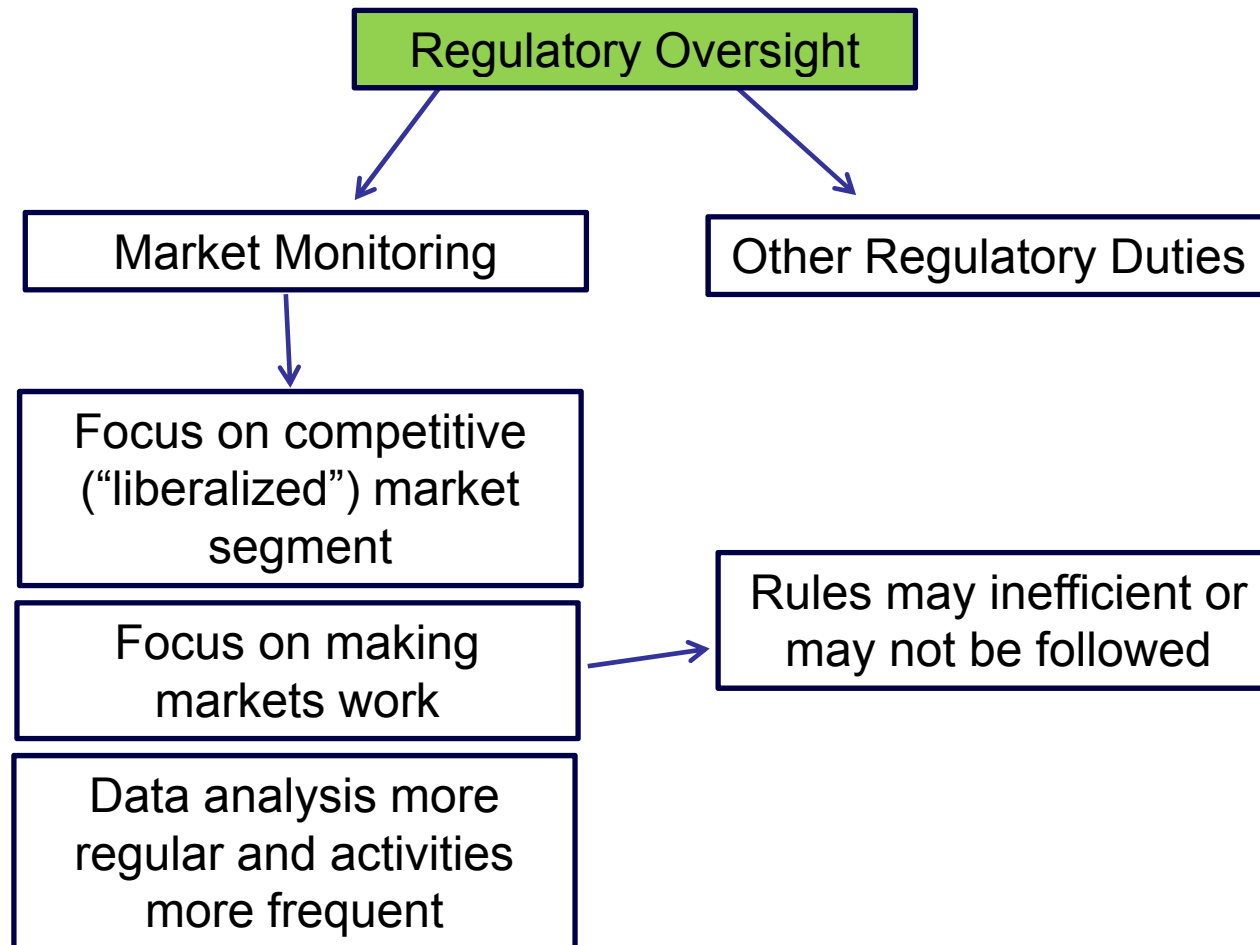 Regulatory Oversight
Market Monitoring
Other Regulatory Duties
Focus on competitive
(“liberalized”) market
segment
Focus on making
markets work
Rules may inefficient or
may not be followed
Data analysis more
regular and activities
more frequent